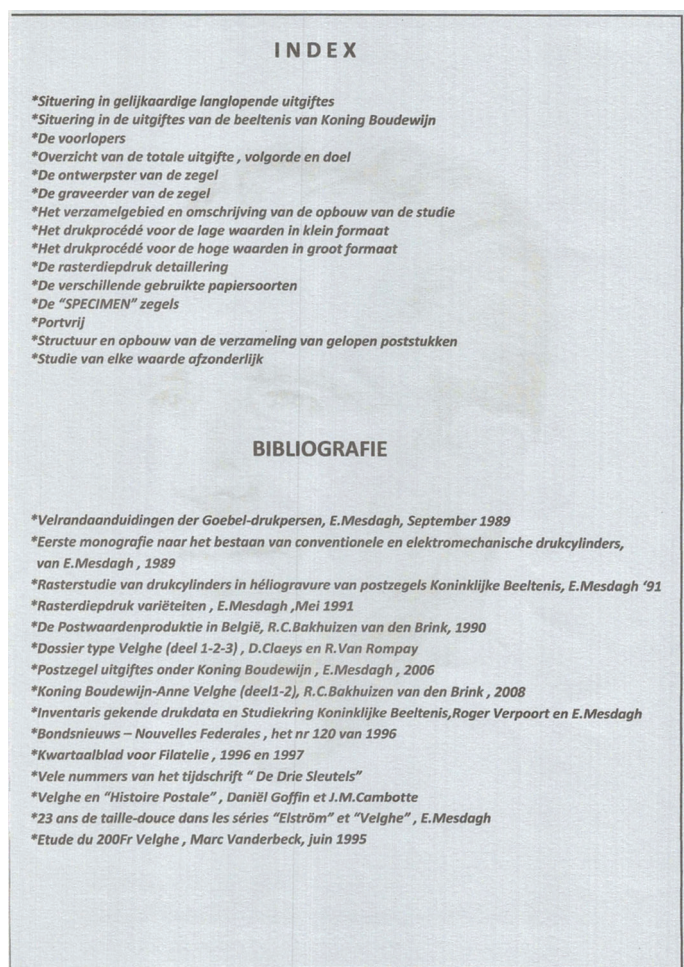 INDEX
*Situering in gelijkaardige langlopende uitgiftes
*Situering in de uitgiftes van de beeltenis van Koning Boudewijn
*De voorlopers
*Overzicht van de totale uitgifte , volgorde en doel
*De ontwerpster van de zegel
*De graveerder van de zegel
*Het verzamelgebied en omschrijving van de opbouw van de studie
*Het drukprocédé voor de lage waarden in klein formaat
*Het drukprocédé voor de hoge waarden in groot formaat
*De rasterdiepdruk detaillering
*De verschillende gebruikte papiersoorten
*De “SPECIMEN” zegels
*Portvrij
*Structuur en opbouw van de verzameling van gelopen poststukken
*Studie van elke waarde afzonderlijk
BIBLIOGRAFIE
*Velrandaanduidingen der Goebel-drukpersen, E.Mesdagh, September 1989
*Eerste monografie naar het bestaan van conventionele en elektromechanische drukcylinders,
van E.Mesdagh , 1989
*Rasterstudie van drukcylinders in héliogravure van postzegels Koninklijke Beeltenis, E.Mesdagh ‘91
*Rasterdiepdruk variëteiten , E.Mesdagh ,Mei 1991
*De Postwaardenproduktie in België, R.C.Bakhuizen van den Brink, 1990
*Dossier type Velghe (deel 1-2-3) , D.Claeys en R.Van Rompay
*Postzegel uitgiftes onder Koning Boudewijn , E.Mesdagh , 2006
*Koning Boudewijn-Anne Velghe (deel1-2), R.C.Bakhuizen van den Brink , 2008
*Inventaris gekende drukdata en Studiekring Koninklijke Beeltenis,Roger Verpoort en E.Mesdagh
*Bondsnieuws – Nouvelles Federales , het nr 120 van 1996
*Kwartaalblad voor Filatelie , 1996 en 1997
*Vele nummers van het tijdschrift “ De Drie Sleutels”
*Velghe en “Histoire Postale” , Daniël Goffin et J.M.Cambotte
*23 ans de taille-douce dans les séries “Elström” et “Velghe” , E.Mesdagh
*Etude du 200Fr Velghe , Marc Vanderbeck, juin 1995